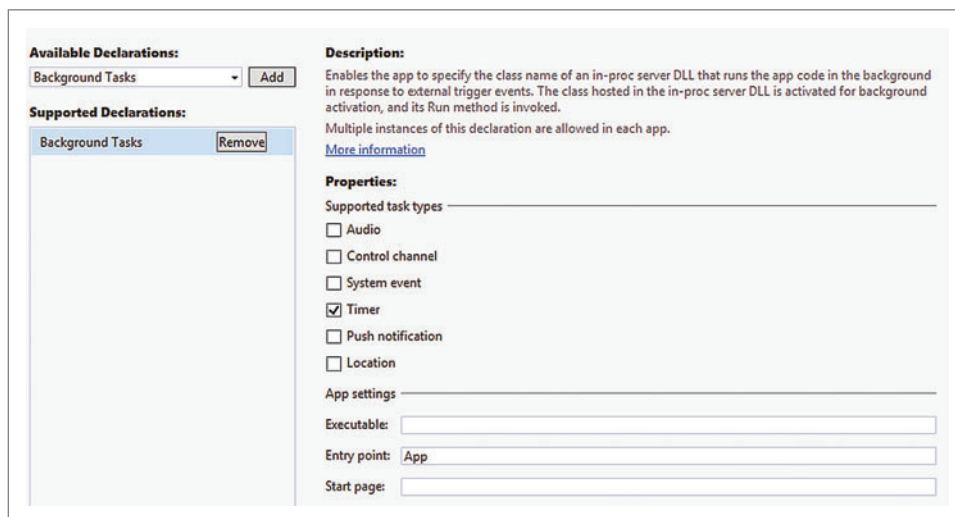 Available Declarations:
Background Tasks
Add
Supported Declarations:
Background Tasks
Remove
Description:
Enables the app to specify the class name of an in-proc server DLL that runs the app code in the background
in response to external trigger events. The class hosted in the in-proc server DLL is activated for background
activation, and its Run method is invoked.
Multiple instances of this declaration are allowed in each app.
More information
Properties:
Supported task types
Audio
Control channel
System event
Timer
Push notification
Location
App settings
Executable:
Entry point: App
Start page: